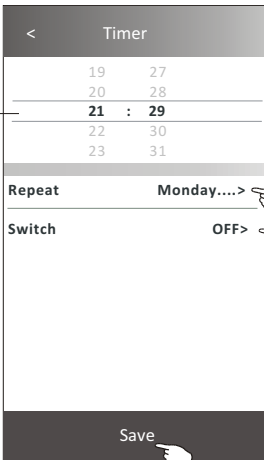 < Timer
19 27
20 28
21 : 29
22 30
23 31
Repeat Monday....>
Switch OFF>
Save